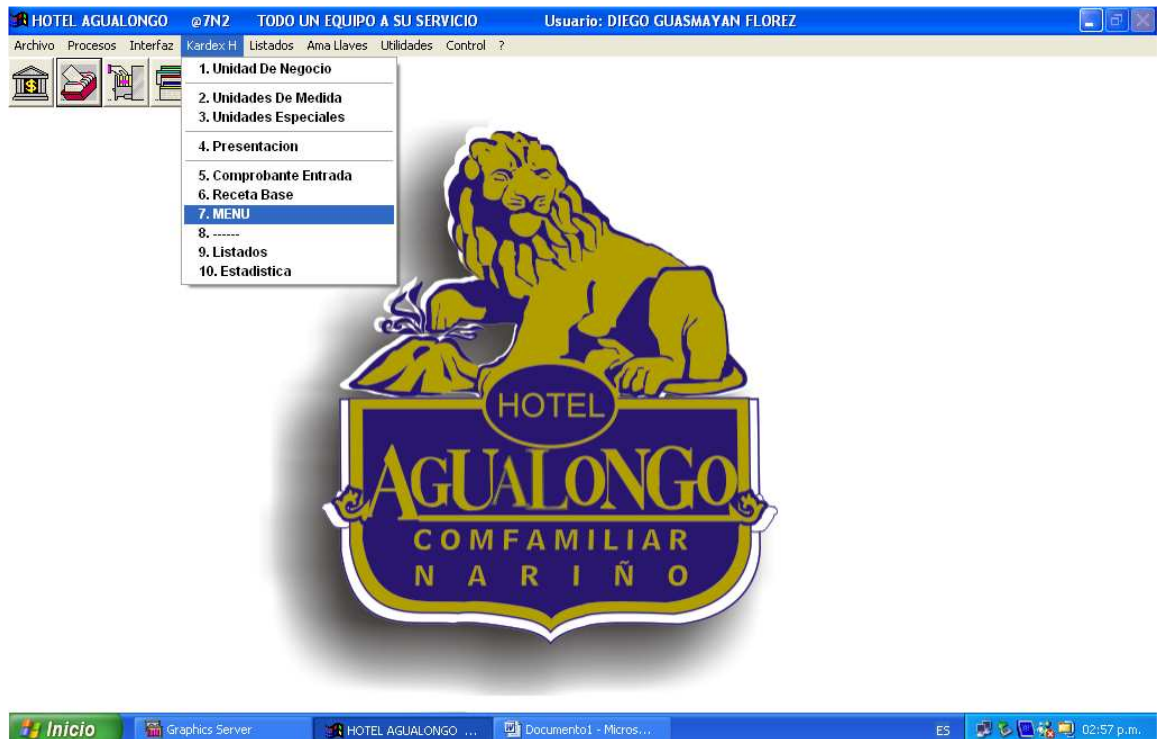 HOTEL AGUALONGO @7N2 TODO UN EQUIPO A SU SERVICIO Usuario: DIEGO GUASMAYAN FLOREZ
Archivo Procesos Interfaz Kardex H Listados Ama Llaves Utilidades Control ?
1. Unidad De Negocio
2. Unidades De Medida
3. Unidades Especiales
4. Presentacion
5. Comprobante Entrada
6. Receta Base
7. MENU
8. ------
9. Listados
10. Estadistica
HOTEL
AGUALONGO
COMFAMILIAR
NARIÑO
Inicio Graphics Server HOTEL AGUALONGO ... Documento1 - Micros... ES 02:57 p.m.